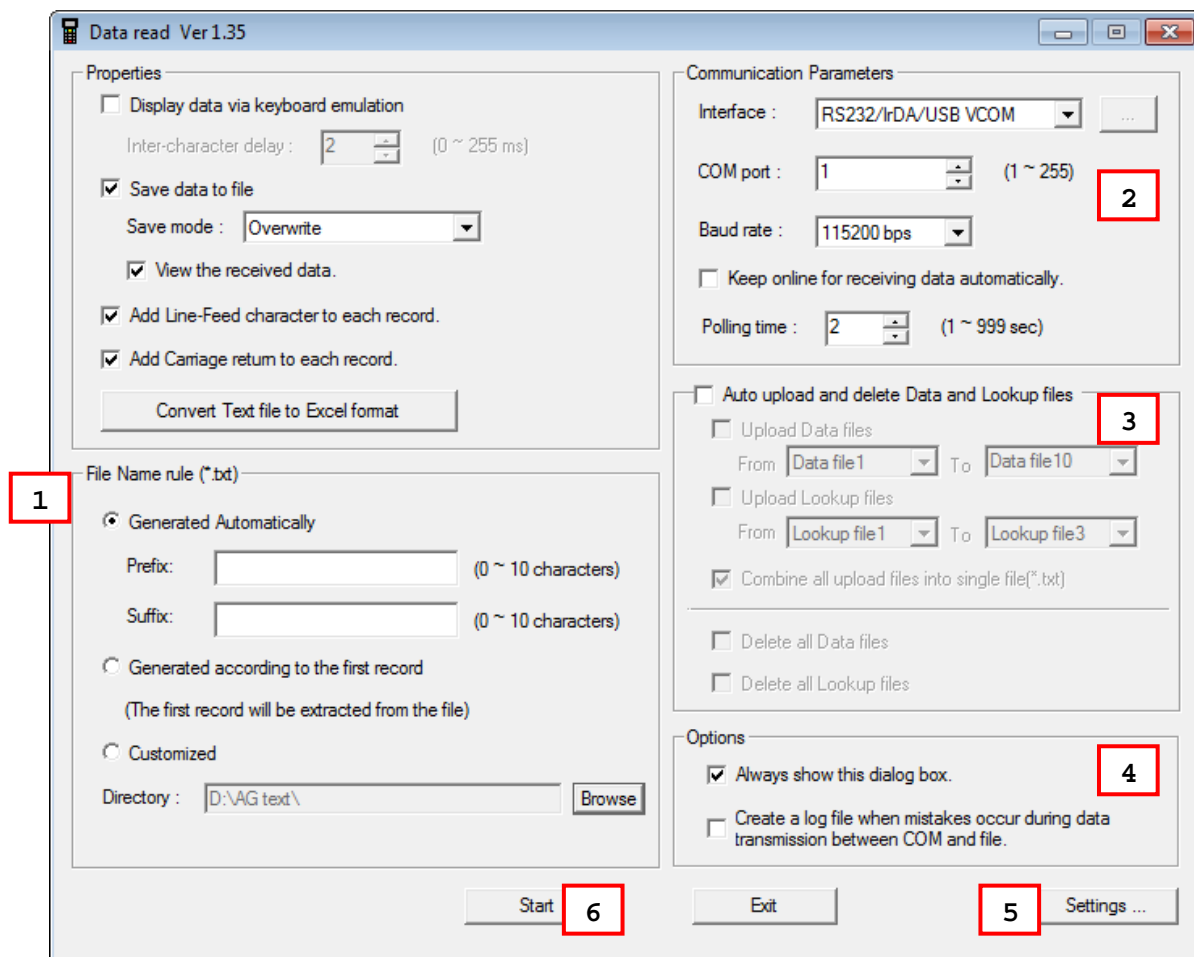 Data read Ver 1.35
Properties
Display data via keyboard emulation
Inter-character delay : 2 (0 ~ 255 ms)
Save data to file
Save mode : Overwrite
View the received data.
Add Line-Feed character to each record.
Add Carriage return to each record.
Convert Text file to Excel format
1
File Name rule (*.txt)
Generated Automatically
Prefix: (0 ~ 10 characters)
Suffix: (0 ~ 10 characters)
Generated according to the first record
(The first record will be extracted from the file)
Customized
Directory : D:\AG text\ Browse
Communication Parameters
Interface : RS232/IrDA/USB VCOM ...
COM port : 1 (1 ~ 255)
2
Baud rate : 115200 bps
Keep online for receiving data automatically.
Polling time : 2 (1 ~ 999 sec)
Auto upload and delete Data and Lookup files
3
Upload Data files
From Data file1 To Data file10
Upload Lookup files
From Lookup file1 To Lookup file3
Combine all upload files into single file(*.txt)
Delete all Data files
Delete all Lookup files
Options
4
Always show this dialog box.
Create a log file when mistakes occur during data
transmission between COM and file.
Start 6 Exit 5 Settings ...